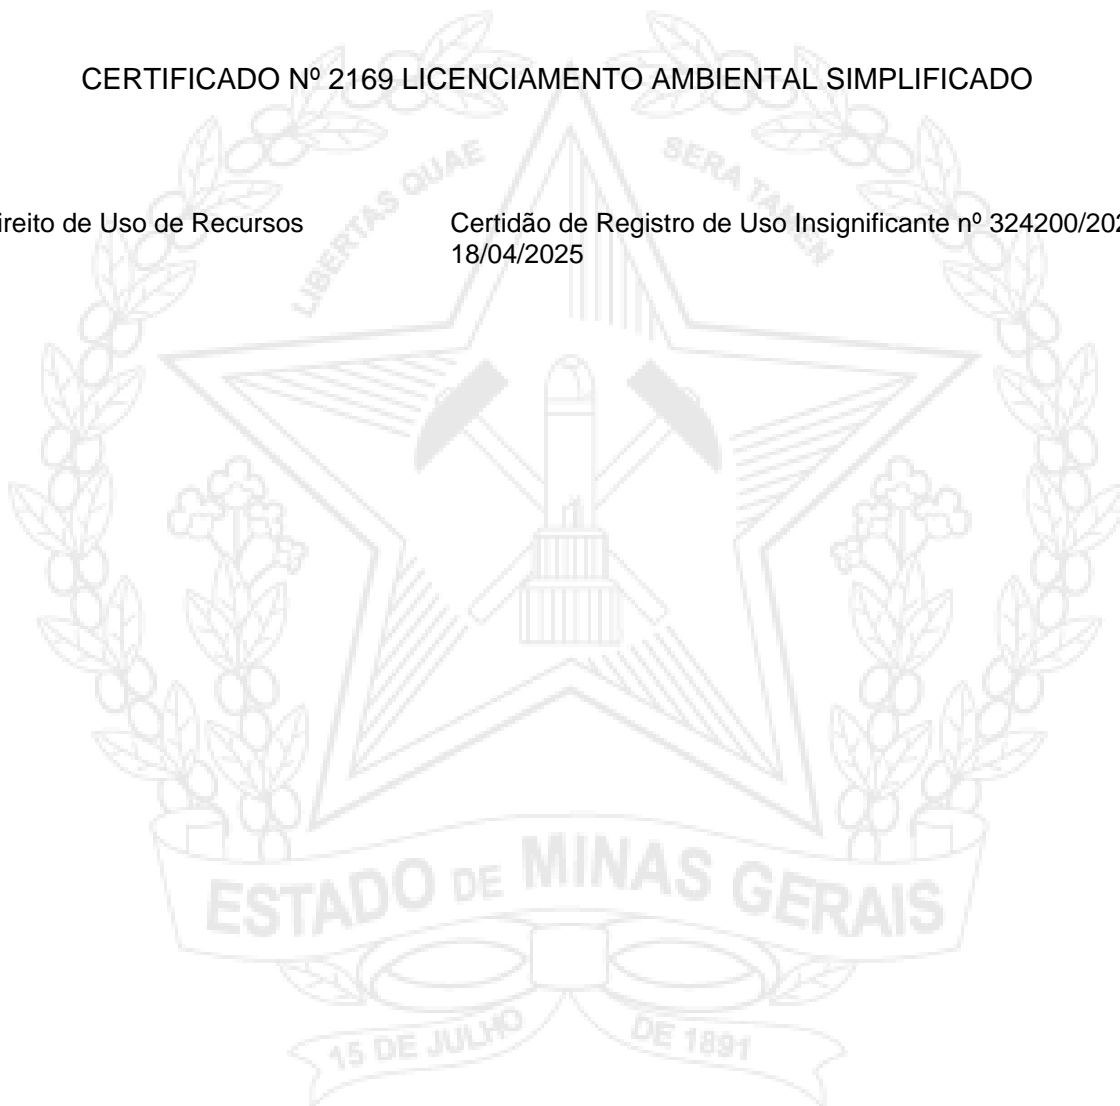 CERTIFICADO Nº 2169 LICENCIAMENTO AMBIENTAL SIMPLIFICADO
LIBERTAS QUAE SERA TAMEN
ireito de Uso de Recursos
Certidão de Registro de Uso Insignificante nº 324200/202
18/04/2025
ESTADO DE MINAS GERAIS
15 DE JULHO DE 1891